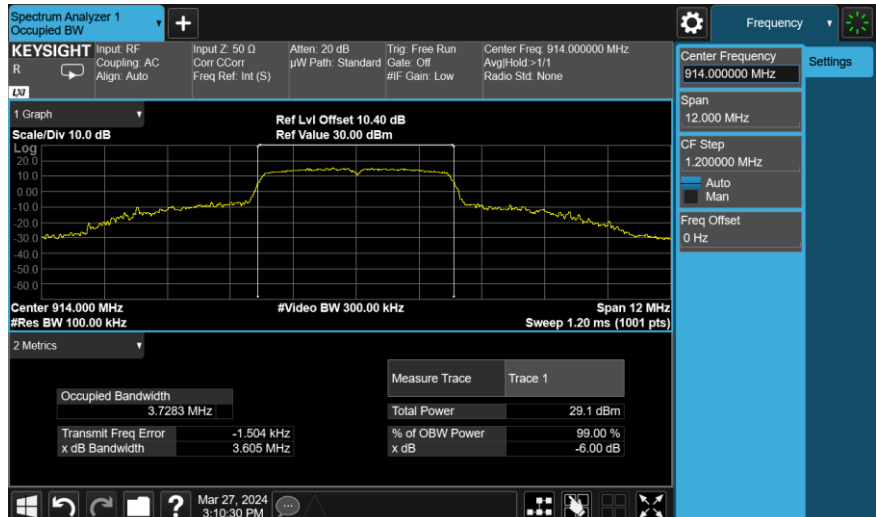 Spectrum Analyzer 1
Occupied BW
+
Frequency
KEYSIGHT
R
LXI
Input: RF
Coupling: AC
Align: Auto
Input Z: 50 Ω
Corr CCorr
Freq Ref: Int (S)
Atten: 20 dB
µW Path: Standard
Trig: Free Run
Gate: Off
#IF Gain: Low
Center Freq: 914.000000 MHz
Avg|Hold:>1/1
Radio Std: None
Center Frequency
914.000000 MHz
Settings
Span
12.000 MHz
CF Step
1.200000 MHz
Auto
Man
Freq Offset
0 Hz
1 Graph
Scale/Div 10.0 dB
Ref Lvl Offset 10.40 dB
Ref Value 30.00 dBm
Log
20.0
10.0
0.00
-10.0
-20.0
-30.0
-40.0
-50.0
-60.0
Center 914.000 MHz
#Res BW 100.00 kHz
#Video BW 300.00 kHz
Span 12 MHz
Sweep 1.20 ms (1001 pts)
2 Metrics
Measure Trace Trace 1
Occupied Bandwidth
3.7283 MHz
Total Power 29.1 dBm
Transmit Freq Error -1.504 kHz
% of OBW Power 99.00 %
x dB Bandwidth 3.605 MHz
x dB -6.00 dB
?
Mar 27, 2024
3:10:30 PM